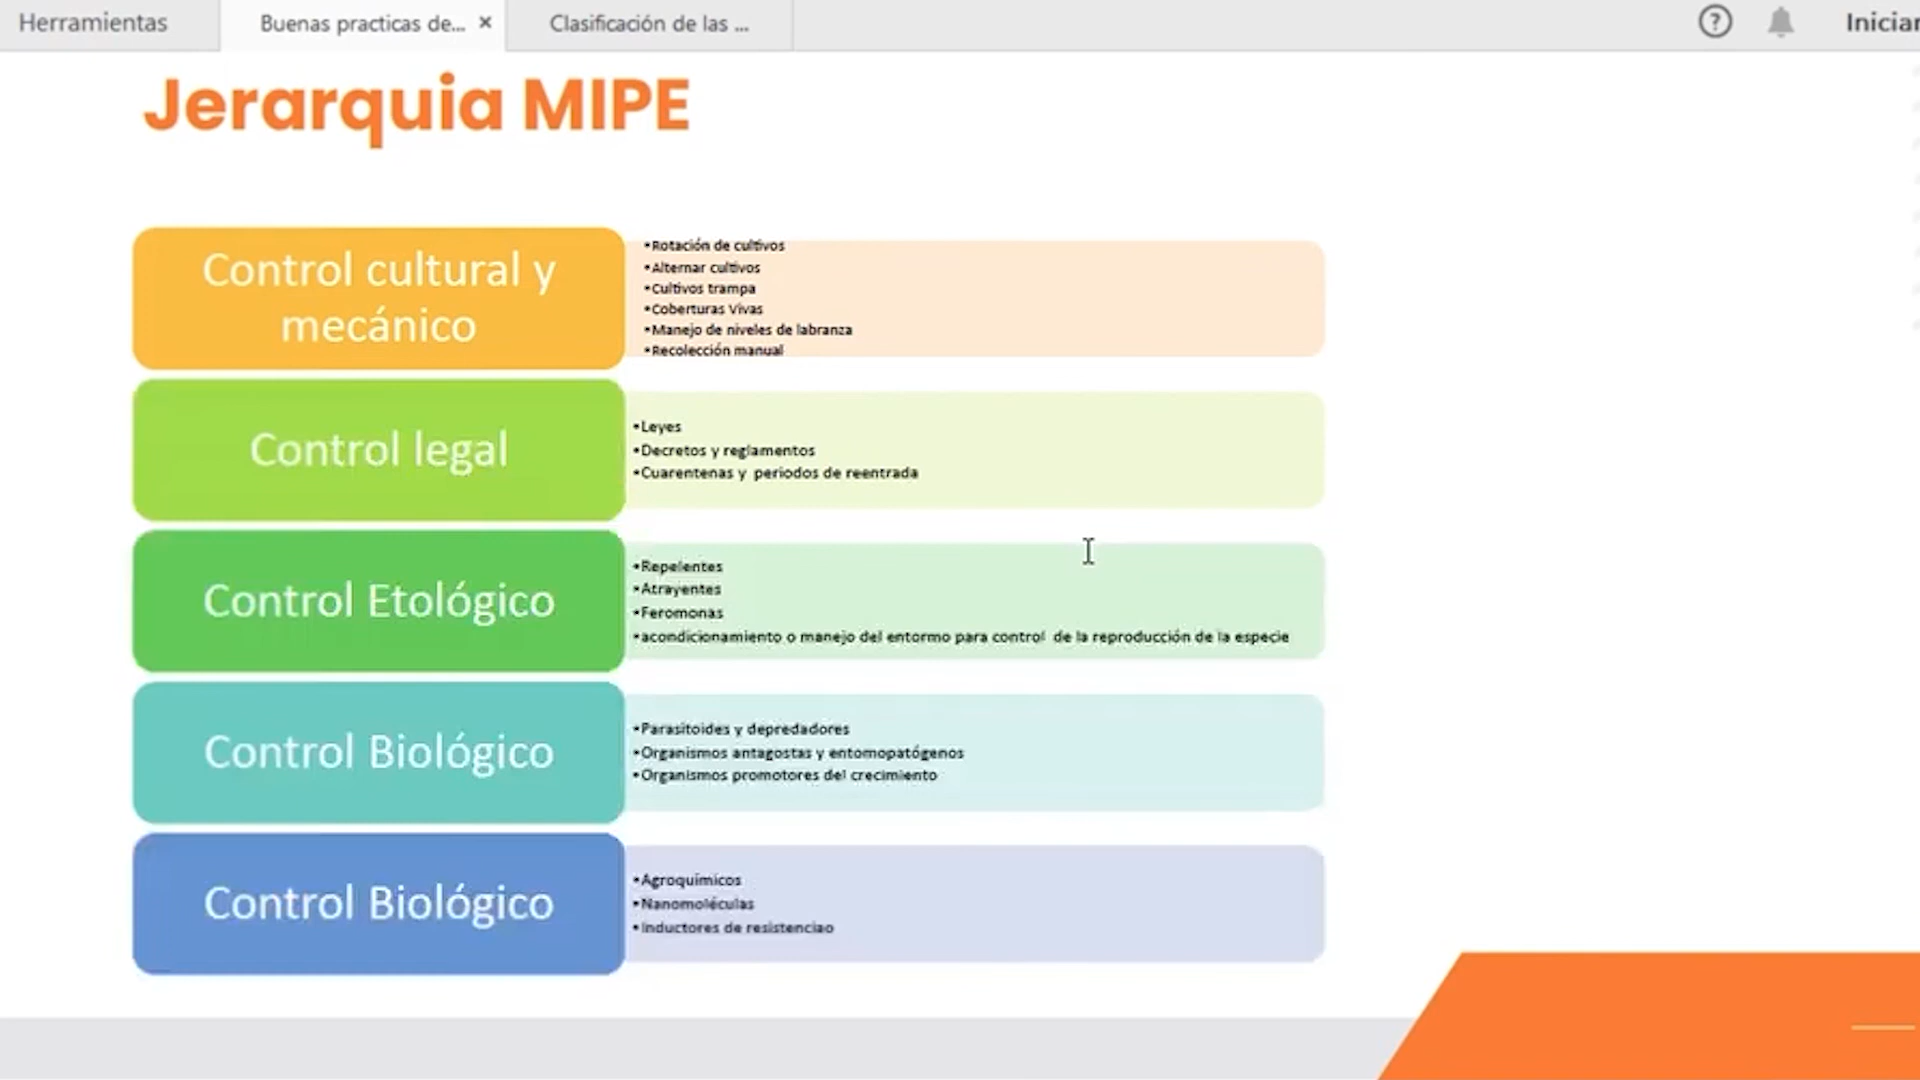 Herramientas
Buenas practicas de...
Clasificación de las ...
Iniciar
Jerarquia MIPE
Control cultural y
mecánico
•Rotación de cultivos
•Alternar cultivos
•Cultivos trampa
•Coberturas Vivas
•Manejo de niveles de labranza
•Recolección manual
Control legal
•Leyes
•Decretos y reglamentos
•Cuarentenas y periodos de reentrada
Control Etológico
•Repelentes
•Atrayentes
•Feromonas
•acondicionamiento o manejo del entormo para control de la reproducción de la especie
Control Biológico
•Parasitoides y depredadores
•Organismos antagostas y entomopatógenos
•Organismos promotores del crecimiento
Control Biológico
•Agroquímicos
•Nanomoléculas
•Inductores de resistenciao